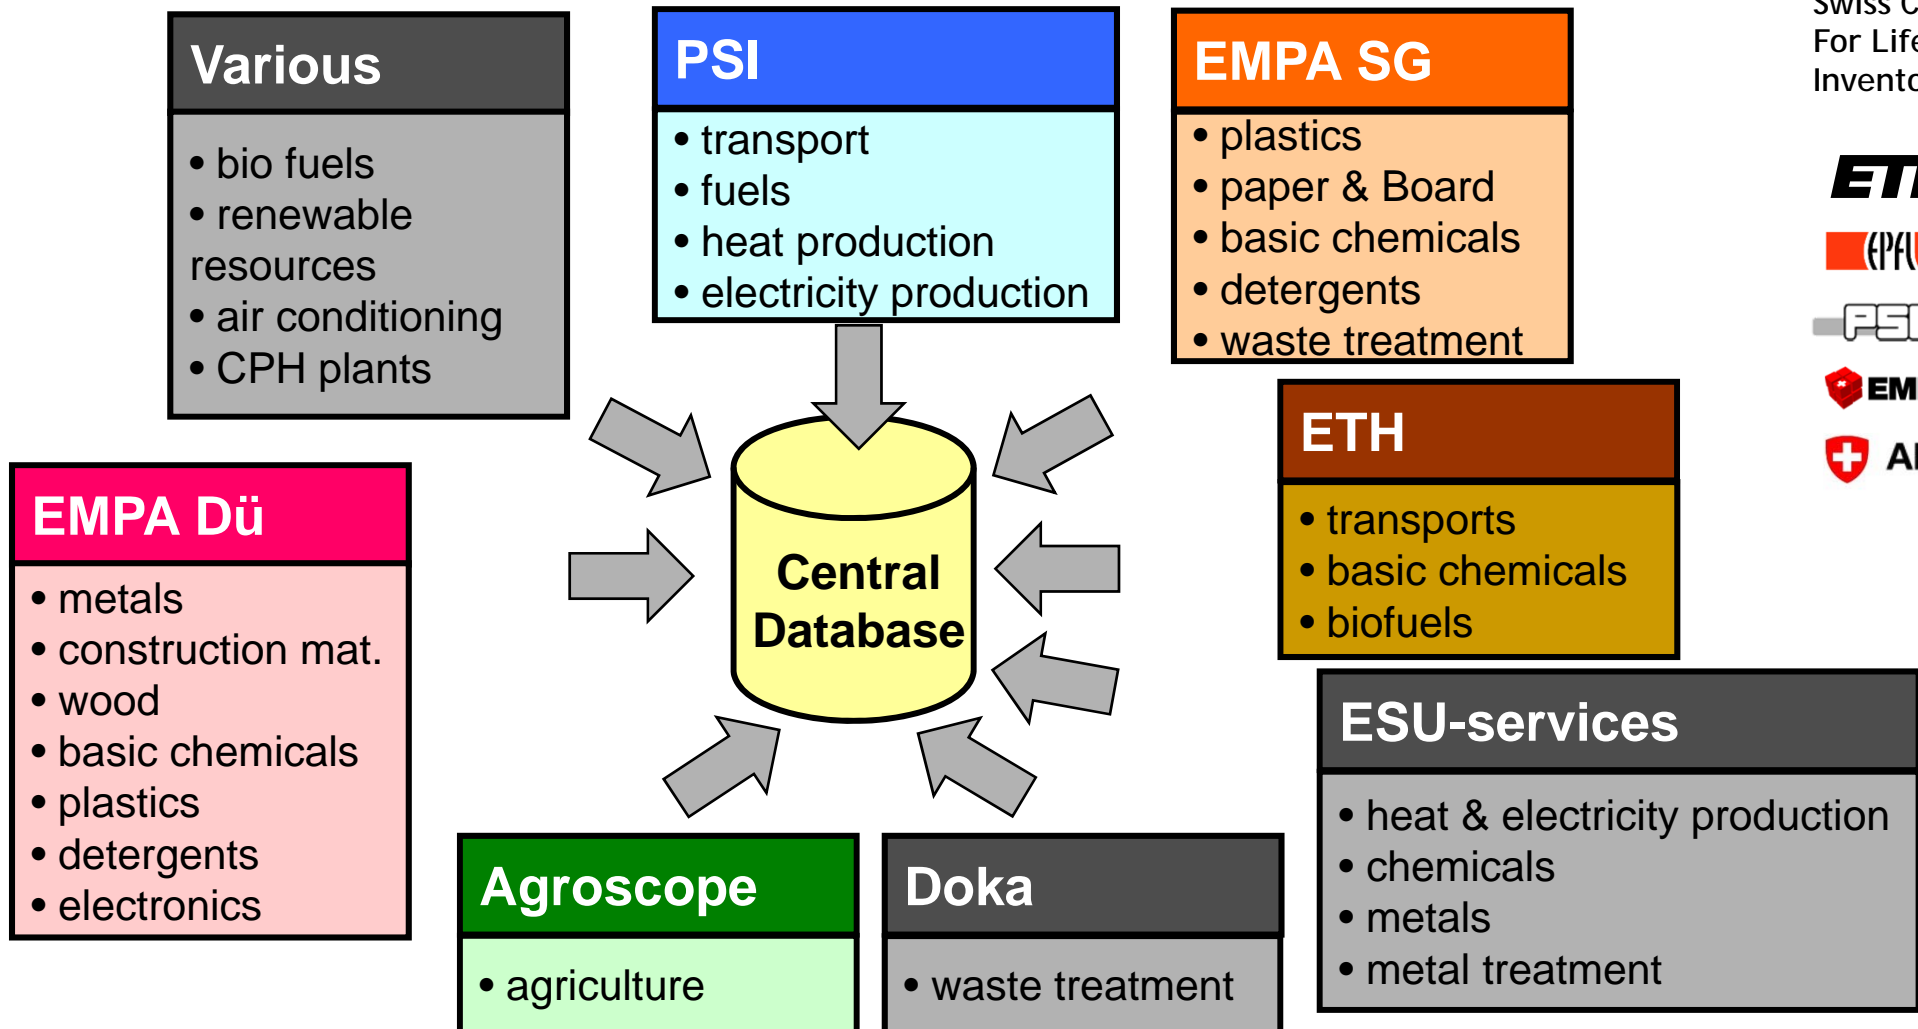 Various
• bio fuels
• renewable
resources
• air conditioning
• CPH plants
PSI
• transport
• fuels
• heat production
• electricity production
EMPA SG
• plastics
• paper & Board
• basic chemicals
• detergents
• waste treatment
Swiss
For
PSI
EMPA Dü
• metals
• construction mat.
• wood
• basic chemicals
• plastics
• detergents
• electronics
Central
Database
ETH
• transports
• basic chemicals
• biofuels
ESU-services
• heat & electricity production
• chemicals
• metals
• metal treatment
Agroscope
• agriculture
Doka
• waste treatment